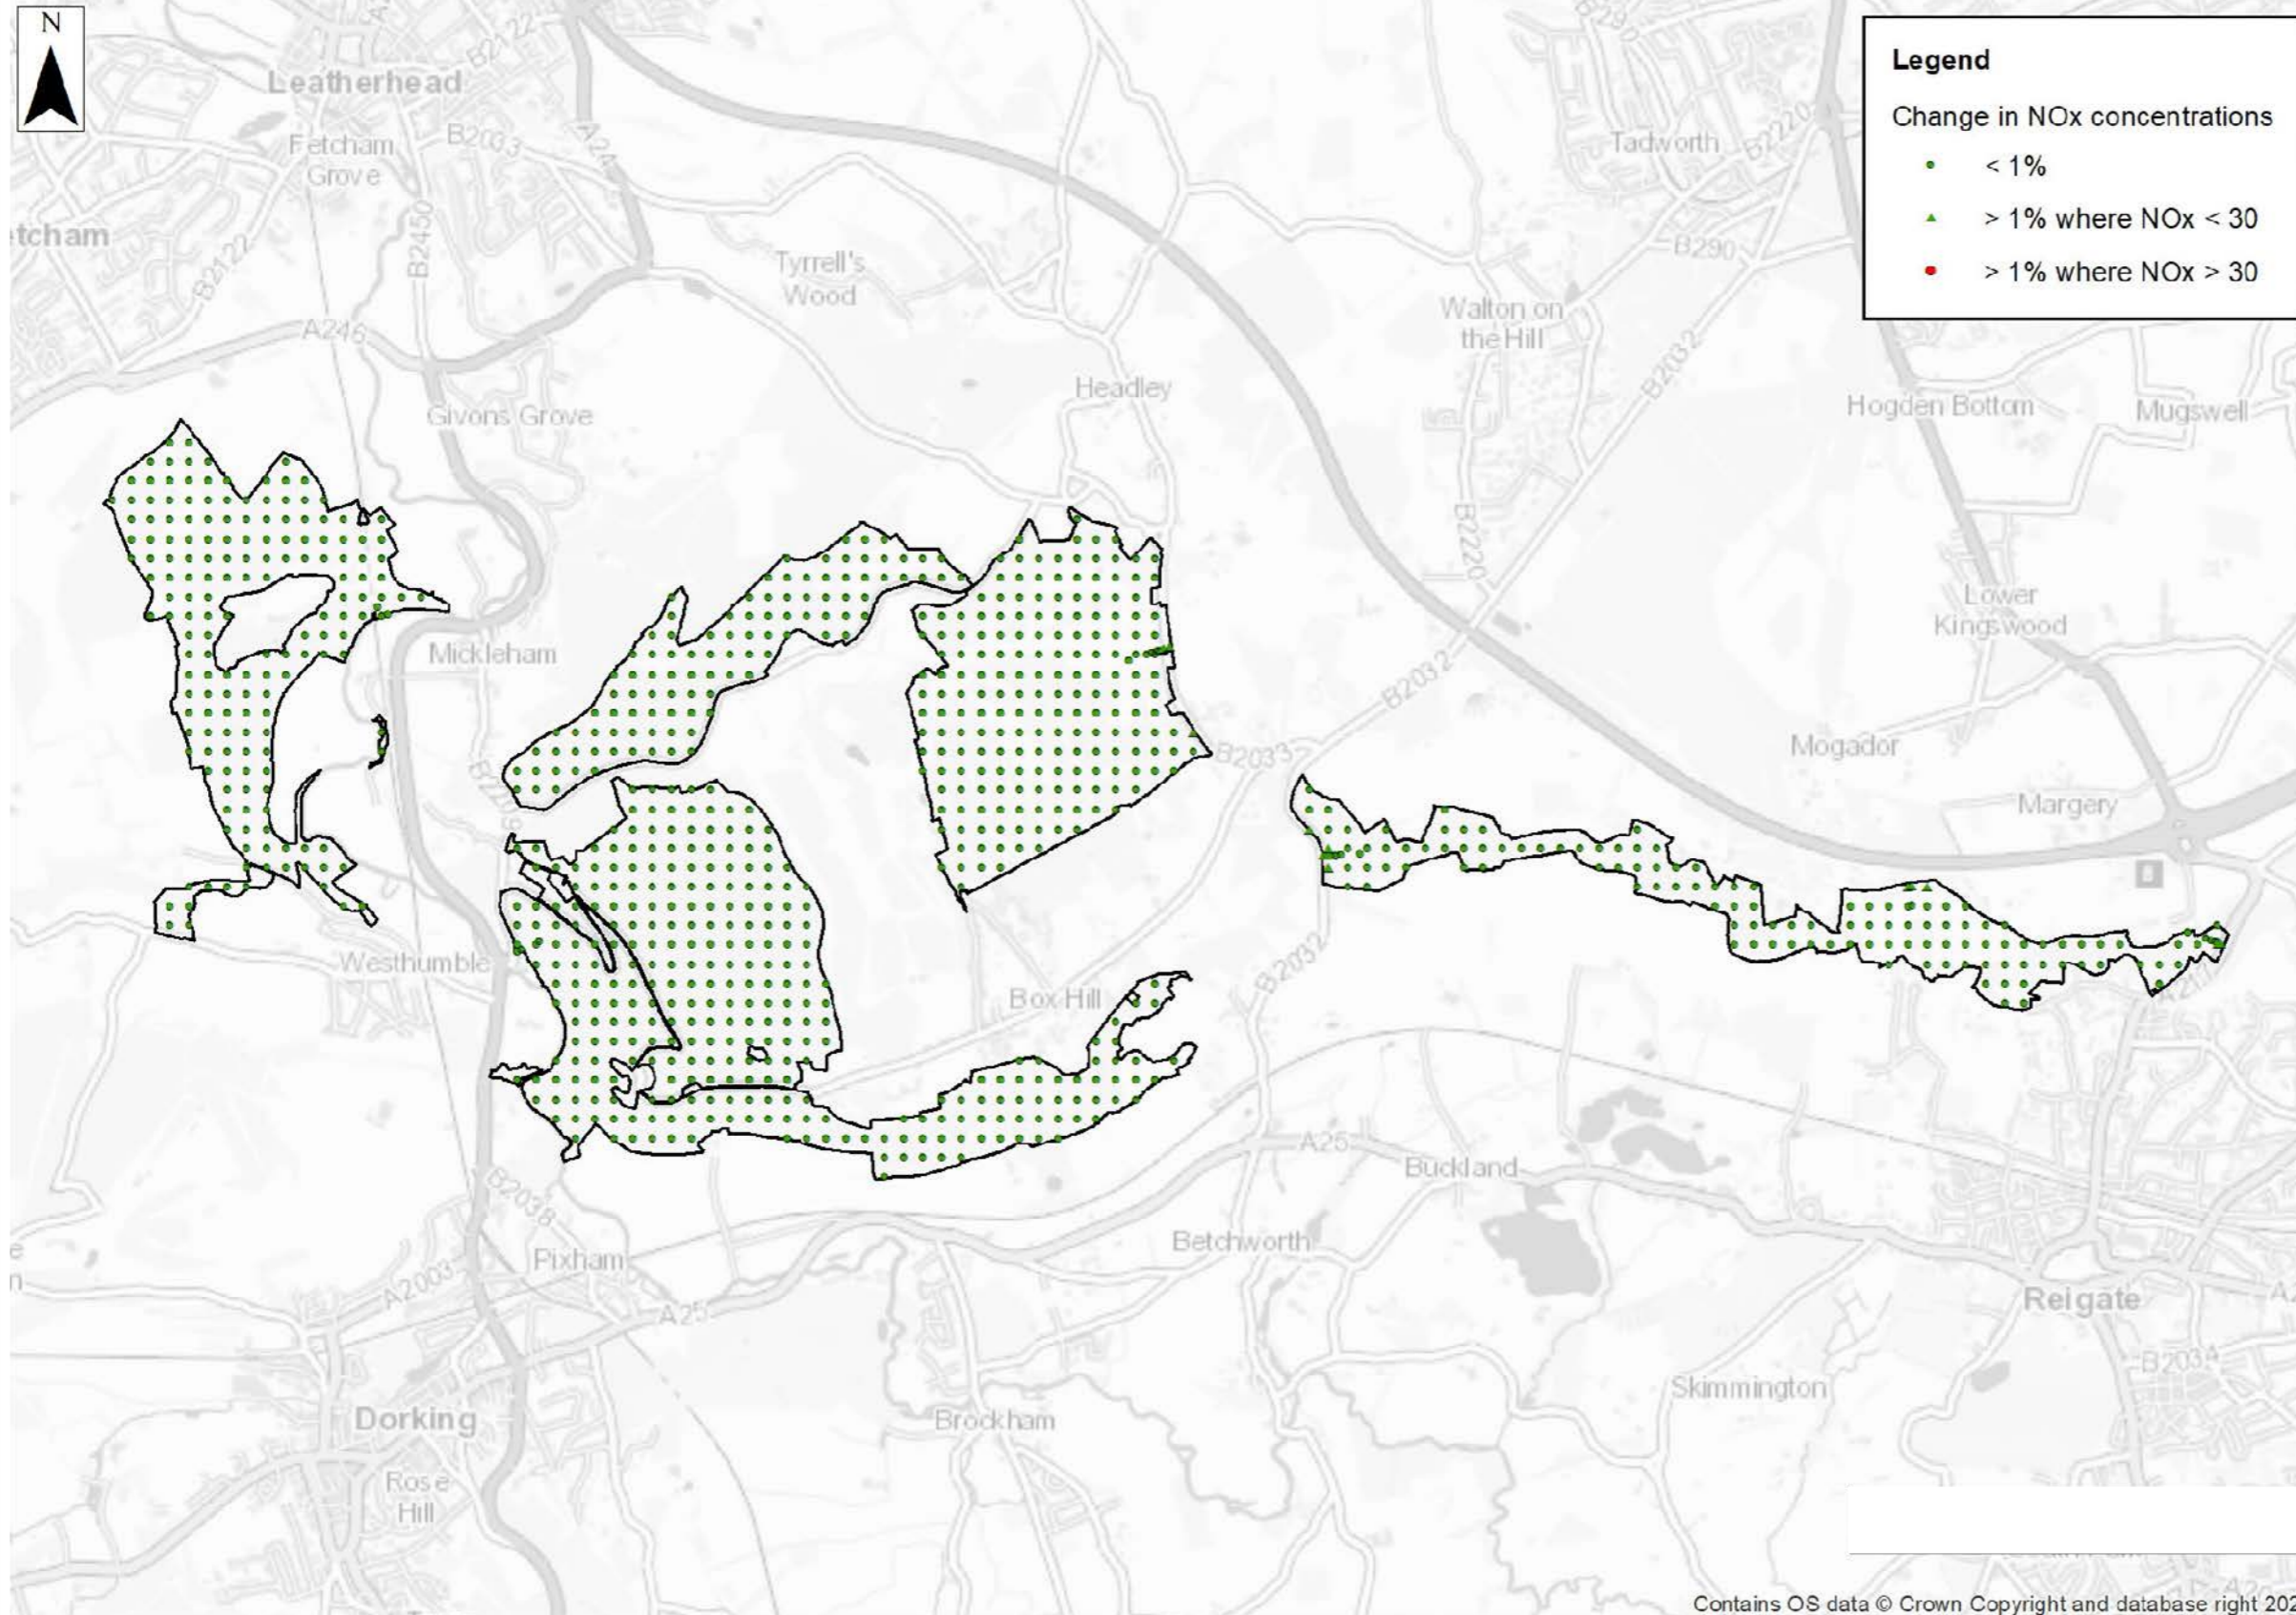 N
Legend
Change in NOx concentrations
< 1%
> 1% where NOx < 30
> 1% where NOx > 30
Leatherhead
B2122
Fetcham
Grove
B2033
A24
Tadworth
B2220
tcham
B2122
B2450
Tyrrell's
Wood
B290
A246
Walton on
the Hill
B2032
Givons Grove
Headley
Hogden Bottom
Mugswell
B2220
Lower
Kingswood
Mickleham
B2032
B2033
Mogador
Margery
B2209
Westhumble
Box Hill
B2032
A217
A25
Buckland
B2038
Pixham
Betchworth
A2003
A25
Reigate
B2034
Skimmington
Dorking
Brockham
Rose
Hill
Contains OS data © Crown Copyright and database right 202